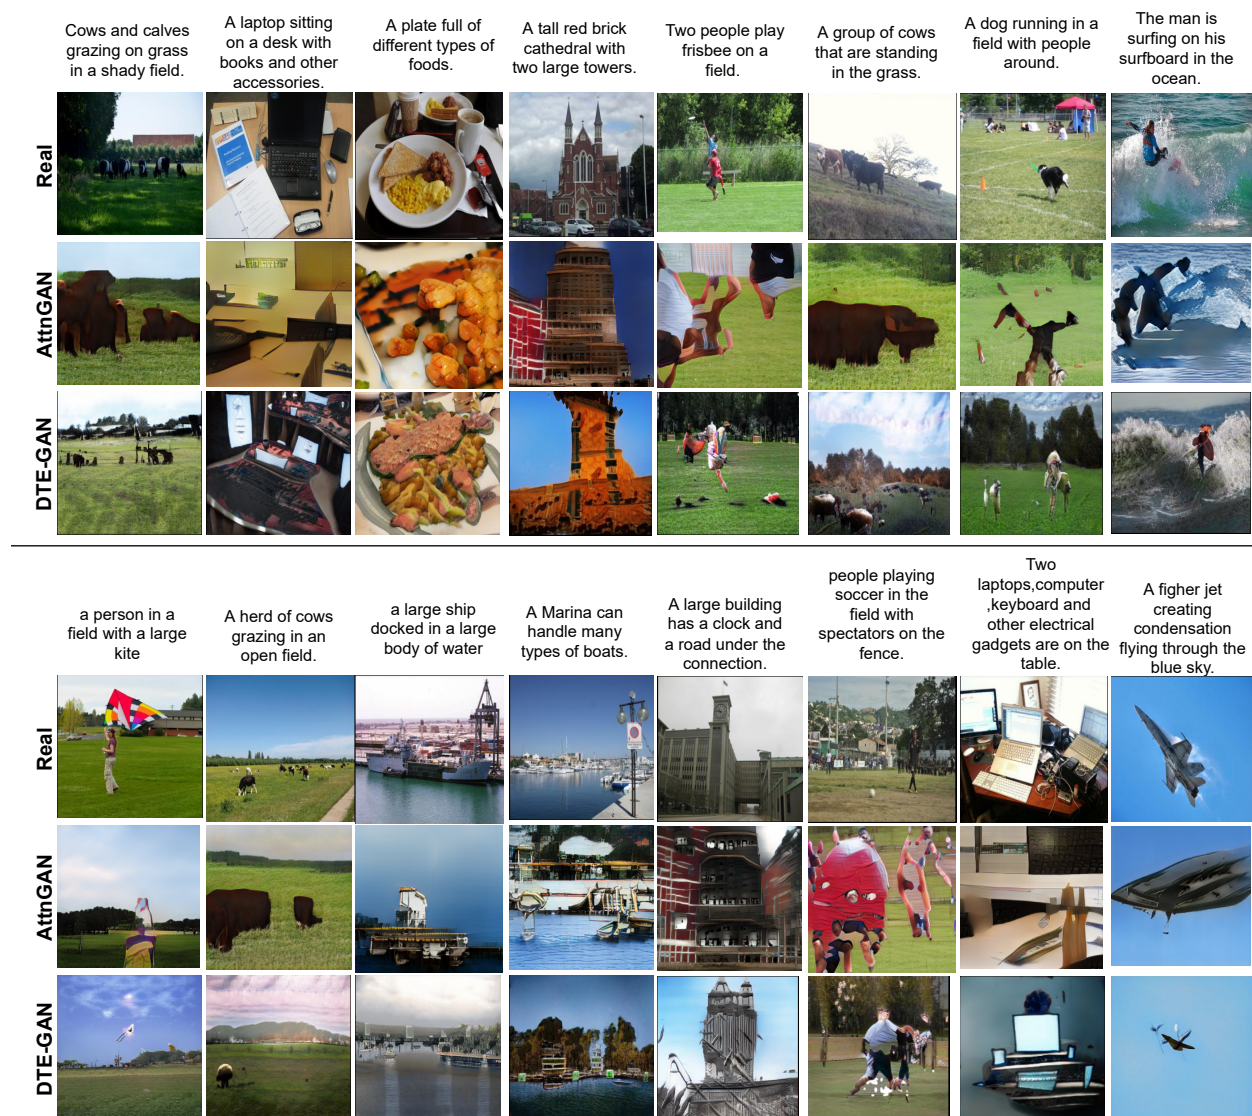 Cows and calves
grazing on grass
in a shady field.
A laptop sitting
on a desk with
books and other
accessories.
A plate full of
different types of
foods.
A tall red brick
cathedral with
two large towers.
Two people play
frisbee on a
field.
A group of cows
that are standing
in the grass.
A dog running in a
field with people
around.
The man is
surfing on his
surfboard in the
ocean.
Real
AttnGAN
DTE-GAN
a person in a
field with a large
kite
A herd of cows
grazing in an
open field.
a large ship
docked in a large
body of water
A Marina can
handle many
types of boats.
A large building
has a clock and
a road under the
connection.
people playing
soccer in the
field with
spectators on the
fence.
Two
laptops,computer
,keyboard and
other electrical
gadgets are on the
table.
A figher jet
creating
condensation
flying through the
blue sky.
Real
AttnGAN
DTE-GAN